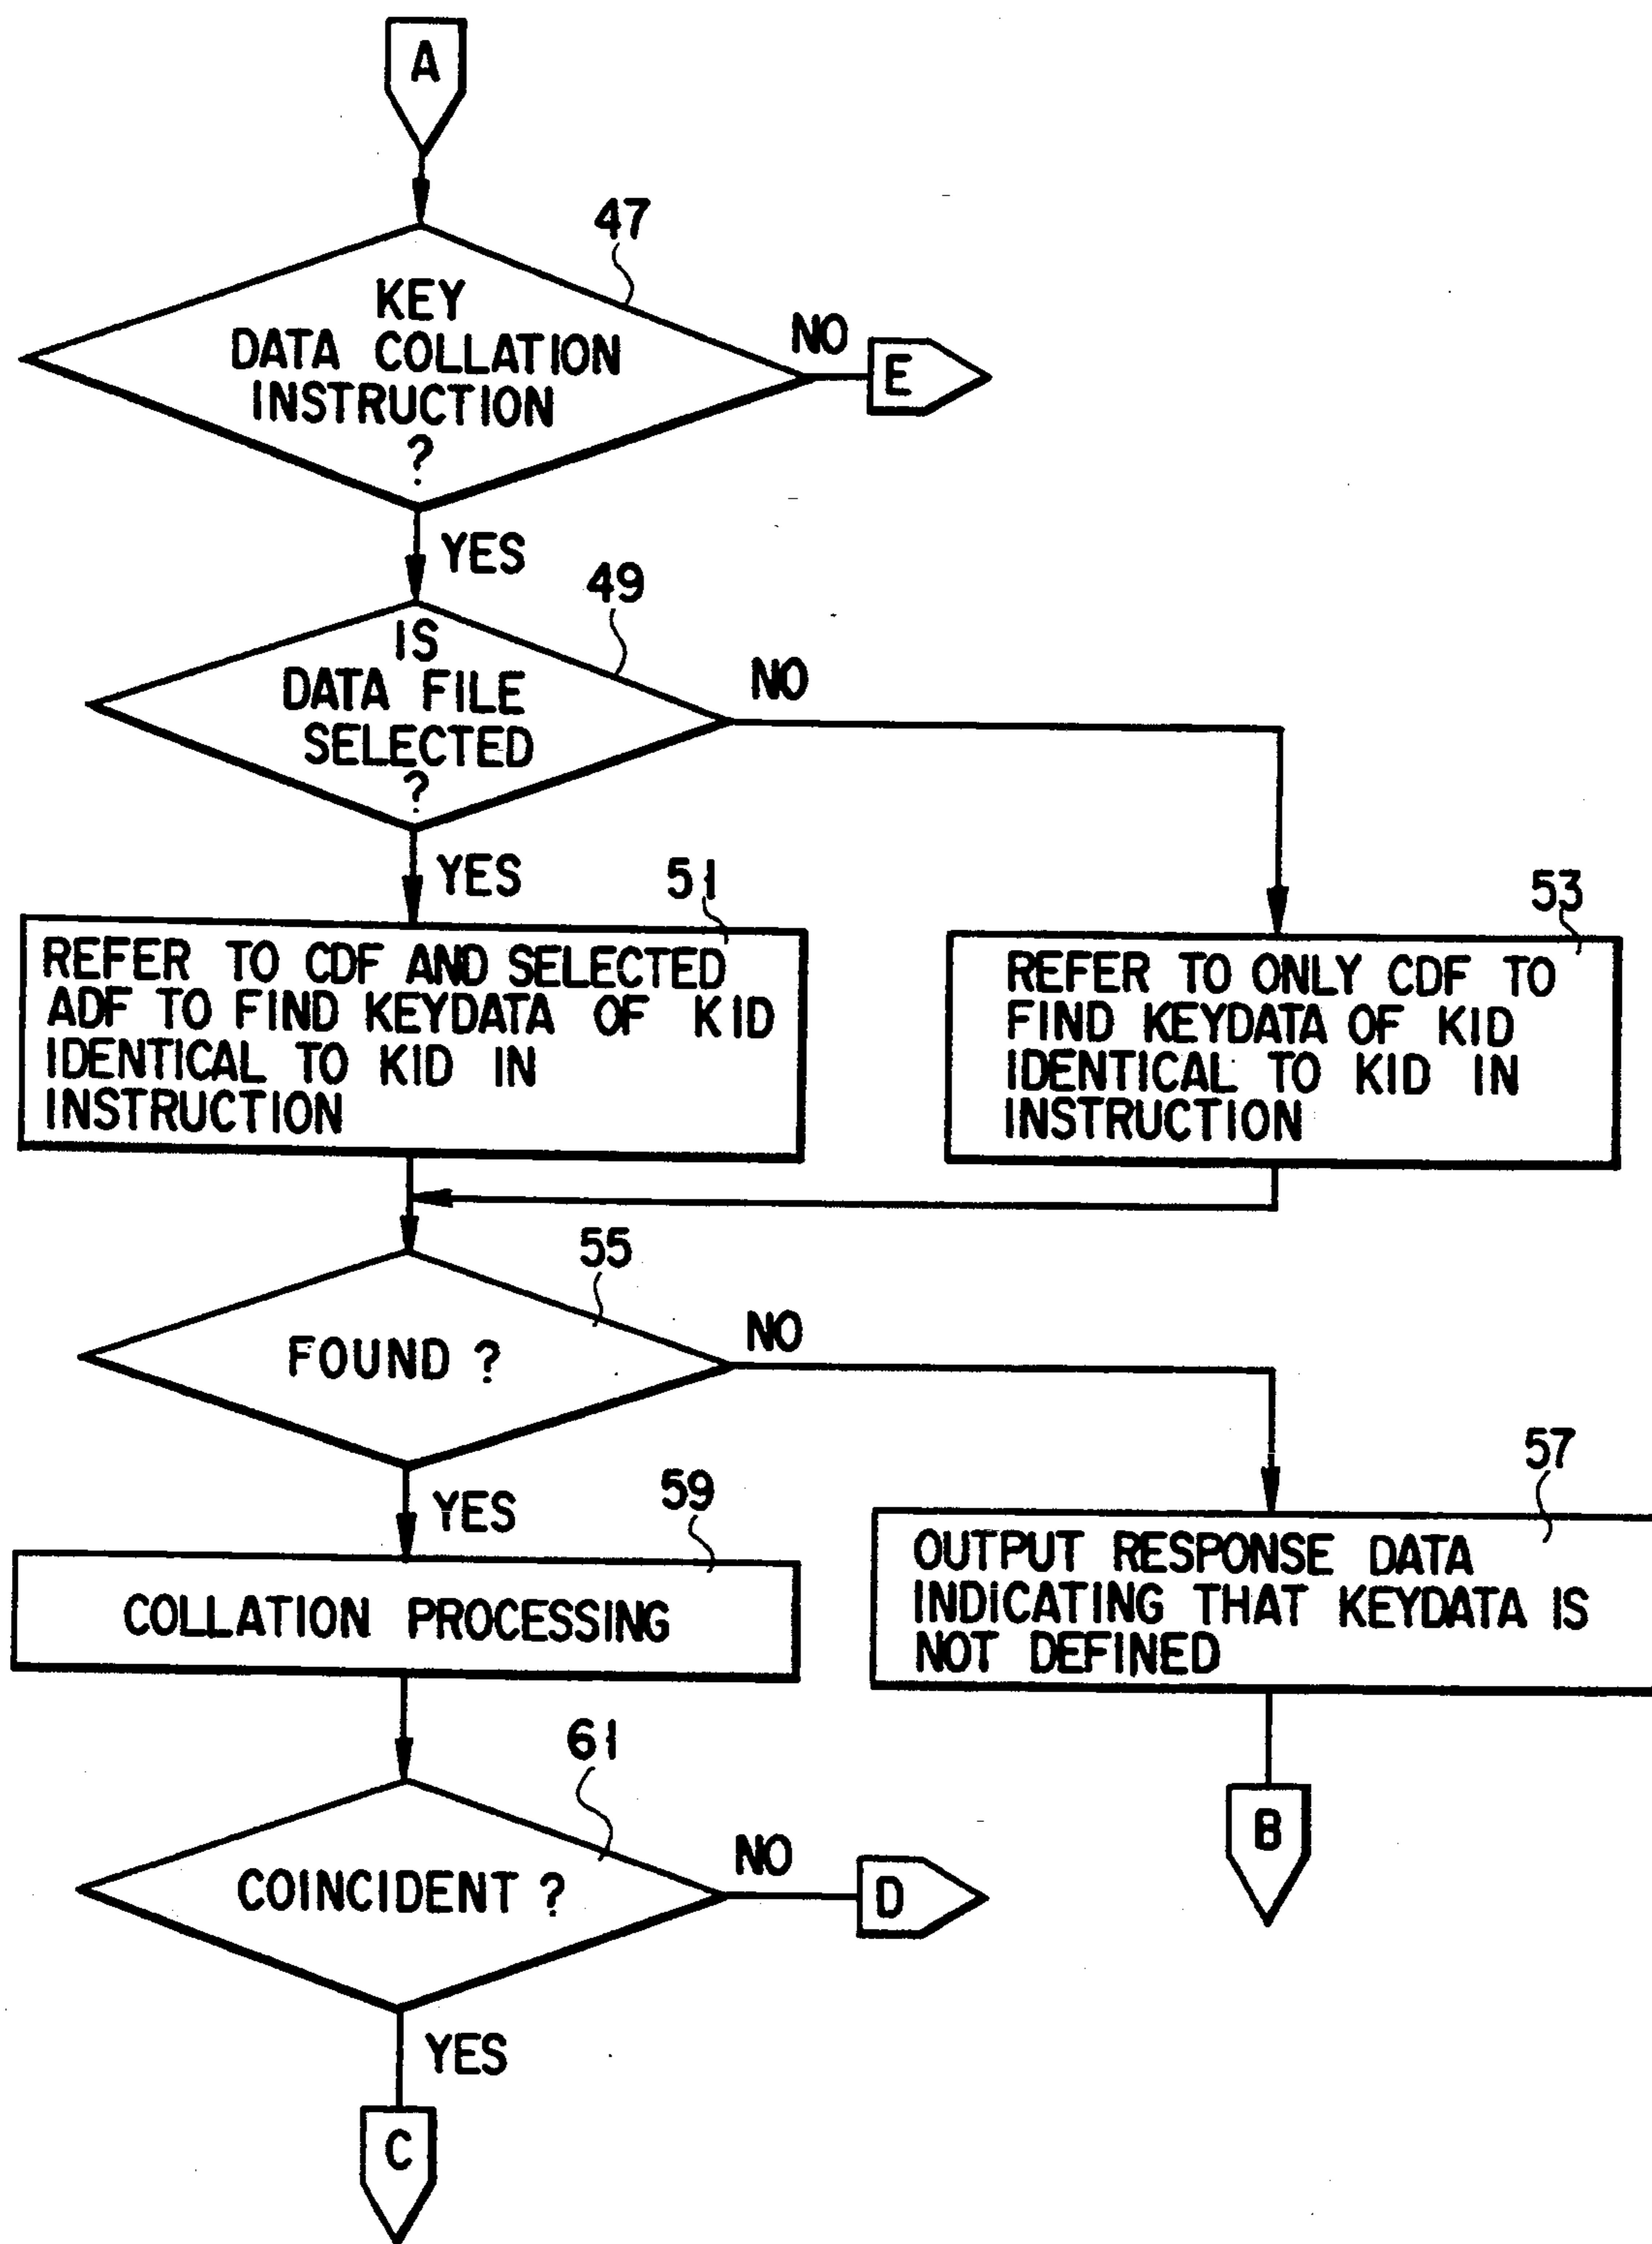 A
47
KEY
DATA COLLATION
INSTRUCTION
?
NO
E
YES
49
IS
DATA FILE
SELECTED
?
NO
YES
51
REFER TO CDF AND SELECTED
ADF TO FIND KEYDATA OF KID
IDENTICAL TO KID IN
INSTRUCTION
53
REFER TO ONLY CDF TO
FIND KEYDATA OF KID
IDENTICAL TO KID IN
INSTRUCTION
55
FOUND ?
NO
YES
57
OUTPUT RESPONSE DATA
INDICATING THAT KEYDATA IS
NOT DEFINED
B
59
COLLATION PROCESSING
61
COINCIDENT ?
NO
D
YES
C